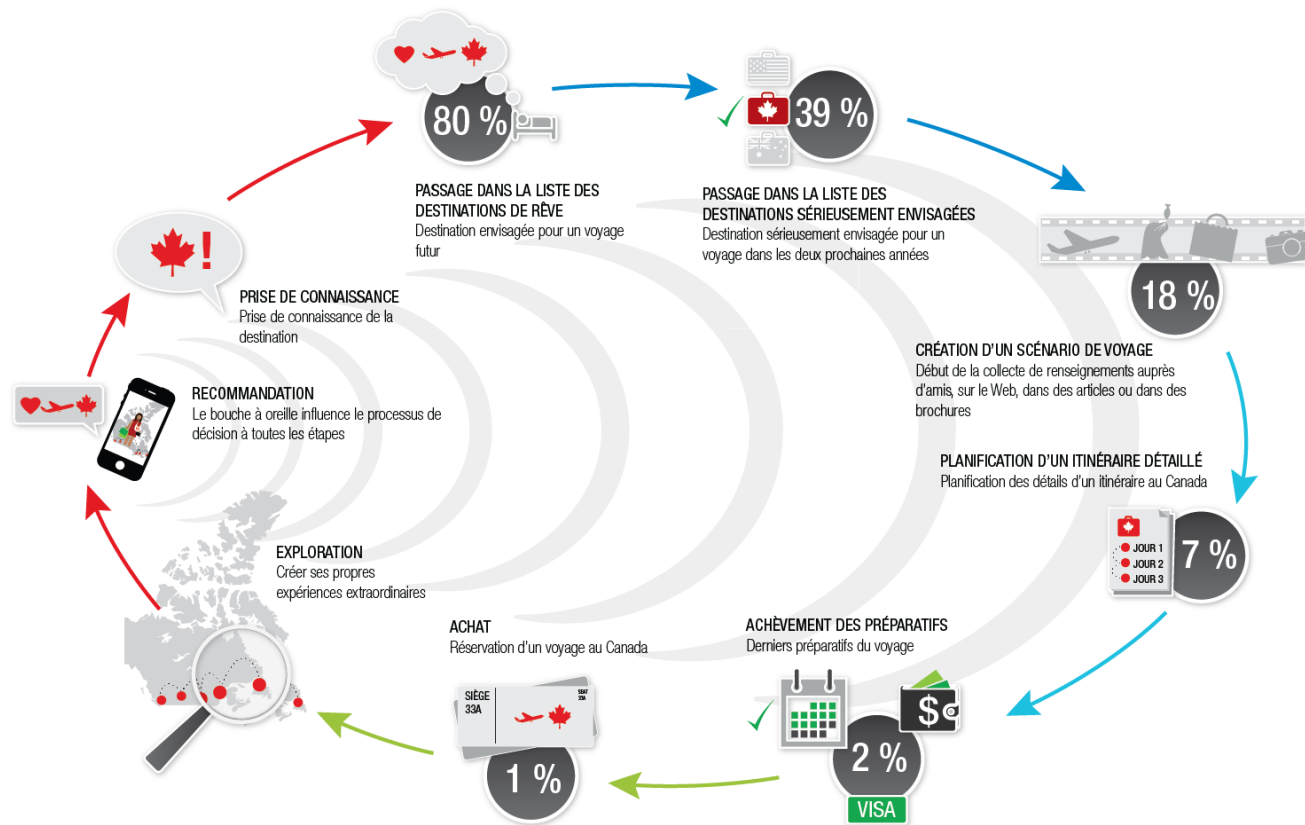 80 %
PASSAGE DANS LA LISTE DES
DESTINATIONS DE RÊVE
Destination envisagée pour un voyage
futur
39 %
PASSAGE DANS LA LISTE DES
DESTINATIONS SÉRIEUSEMENT ENVISAGÉES
Destination sérieusement envisagée pour un
voyage dans les deux prochaines années
18 %
CRÉATION D'UN SCÉNARIO DE VOYAGE
Début de la collecte de renseignements auprès
d'amis, sur le Web, dans des articles ou dans des
brochures
PLANIFICATION D'UN ITINÉRAIRE DÉTAILLÉ
Planification des détails d'un itinéraire au Canada
JOUR 1
JOUR 2
JOUR 3
7 %
ACHÈVEMENT DES PRÉPARATIFS
Derniers préparatifs du voyage
$
2 %
VISA
ACHAT
Réservation d'un voyage au Canada
SIÈGE
33A
SEAT
33A
1 %
EXPLORATION
Créer ses propres
expériences extraordinaires
RECOMMANDATION
Le bouche à oreille influence le processus de
décision à toutes les étapes
!
PRISE DE CONNAISSANCE
Prise de connaissance de la
destination